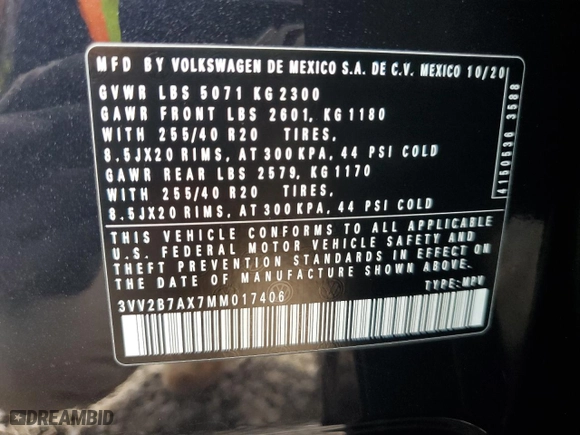 MFD BY VOLKSWAGEN DE MEXICO S.A. DE C.V. MEXICO 10/20
GVWR LBS 5071 KG 2300
GAWR FRONT LBS 2601, KG 1180
WITH 255/40 R20 TIRES,
8.5JX20 RIMS, AT 300 KPA, 44 PSI COLD
GAWR REAR LBS 2579, KG 1170
WITH 255/40 R20 TIRES,
8.5JX20 RIMS, AT 300 KPA, 44 PSI COLD
THIS VEHICLE CONFORMS TO ALL APPLICABLE
U.S. FEDERAL MOTOR VEHICLE SAFETY AND
THEFT PREVENTION STANDARDS IN EFFECT ON
THE DATE OF MANUFACTURE SHOWN ABOVE.
3VV2B7AX7MM017406
TYPE: MPV
4150536 3588
DREAMBID